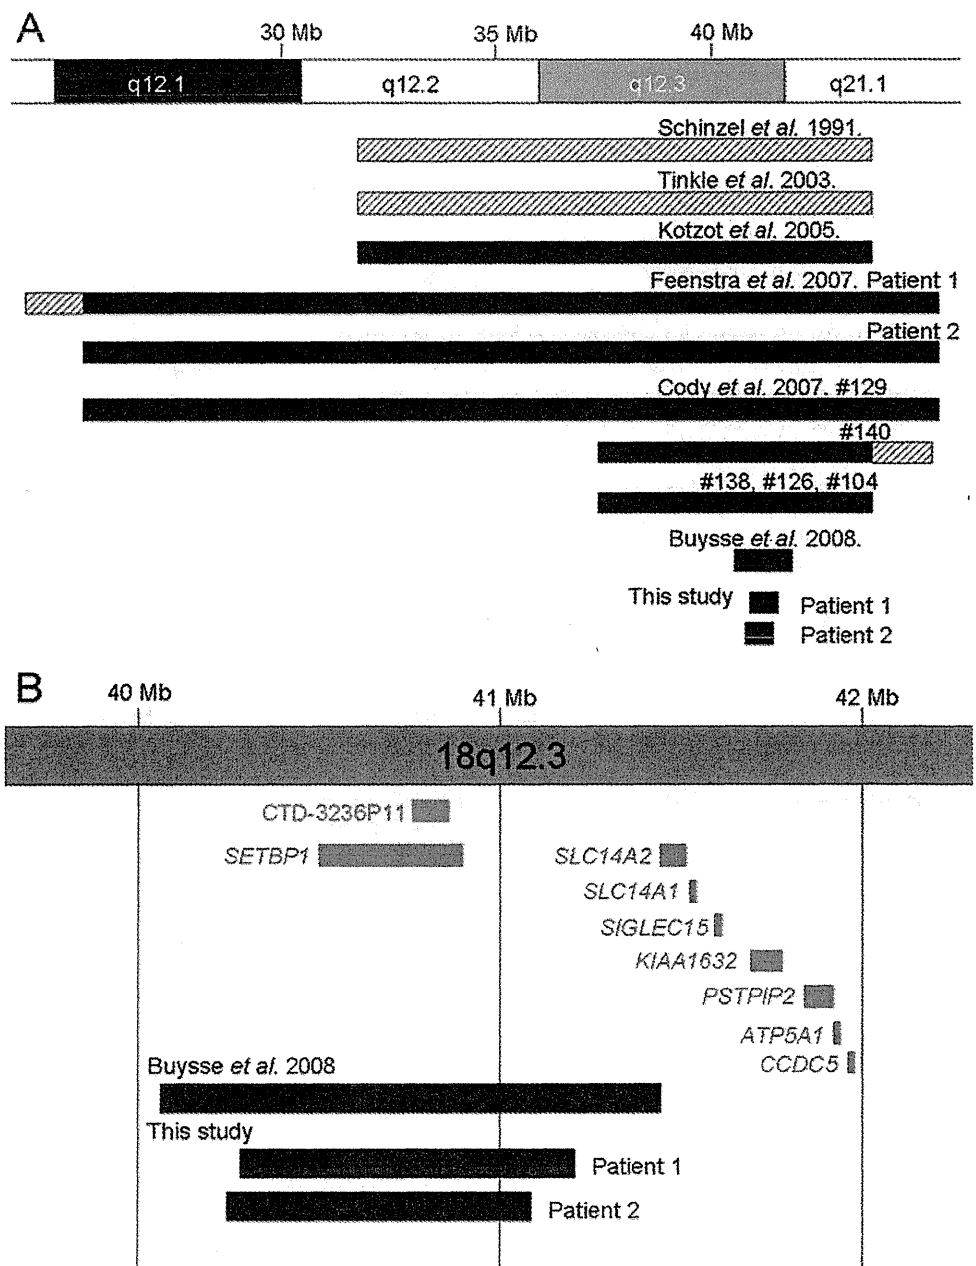 A
30 Mb 35 Mb 40 Mb
q12.1 q12.2 q12.3 q21.1
Schinzel et al. 1991.
Tinkle et al. 2003.
Kotzot et al. 2005.
Feenstra et al. 2007. Patient 1
Patient 2
Cody et al. 2007. #129
#140
#138, #126, #104
Buysse et al. 2008.
This study Patient 1
Patient 2
B
40 Mb 41 Mb 42 Mb
18q12.3
CTD-3236P11
SETBP1 SLC14A2
SLC14A1
SIGLEC15
KIAA1632
PSTPIP2
ATP5A1
CCDC5
Buysse et al. 2008
This study
Patient 1
Patient 2